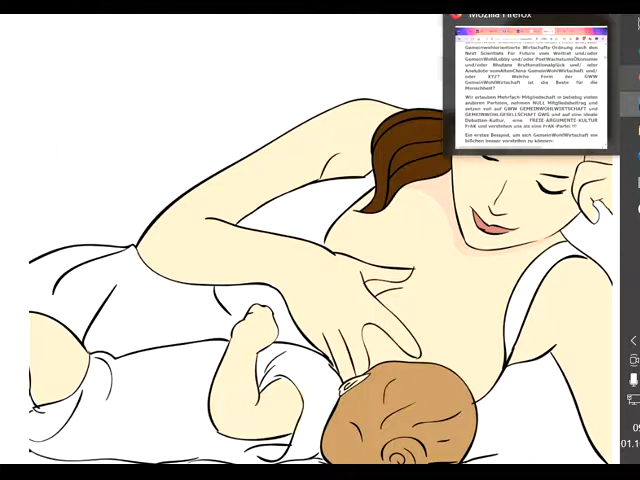 Mozilla Firefox
Gemeinwohlorientierte Wirtschafts-Ordnung nach den
Next Scientists For Future vom Weltrat und/oder
GemeinWohlLobby und/oder PostWachstumsÖkonomie
und/oder Bhutans Bruttonationalglück und/ oder
Anekdote vomAltenChina-GemeinWohlWirtschaft und/
oder XYZ? Welche Form der GWW
GemeinWohlWirtschaft ist die Beste für die
Menschheit?
Wir erlauben Mehrfach-Mitgliedschaft in beliebig vielen
anderen Parteien, nehmen NULL Mitgliedsbeitrag und
setzen voll auf GWW GEMEINWOHLWIRTSCHAFT und
GEMEINWOHLGESELLSCHAFT GWG und auf eine ideale
Debatten-Kultur, eine FREIE-ARGUMENTE-KULTUR
FrAK und verstehen uns als eine FrAK-Partei !!!
Ein erstes Beispiel, um sich GemeinWohlWirtschaft ein
bißchen besser vorstellen zu können:
01.1